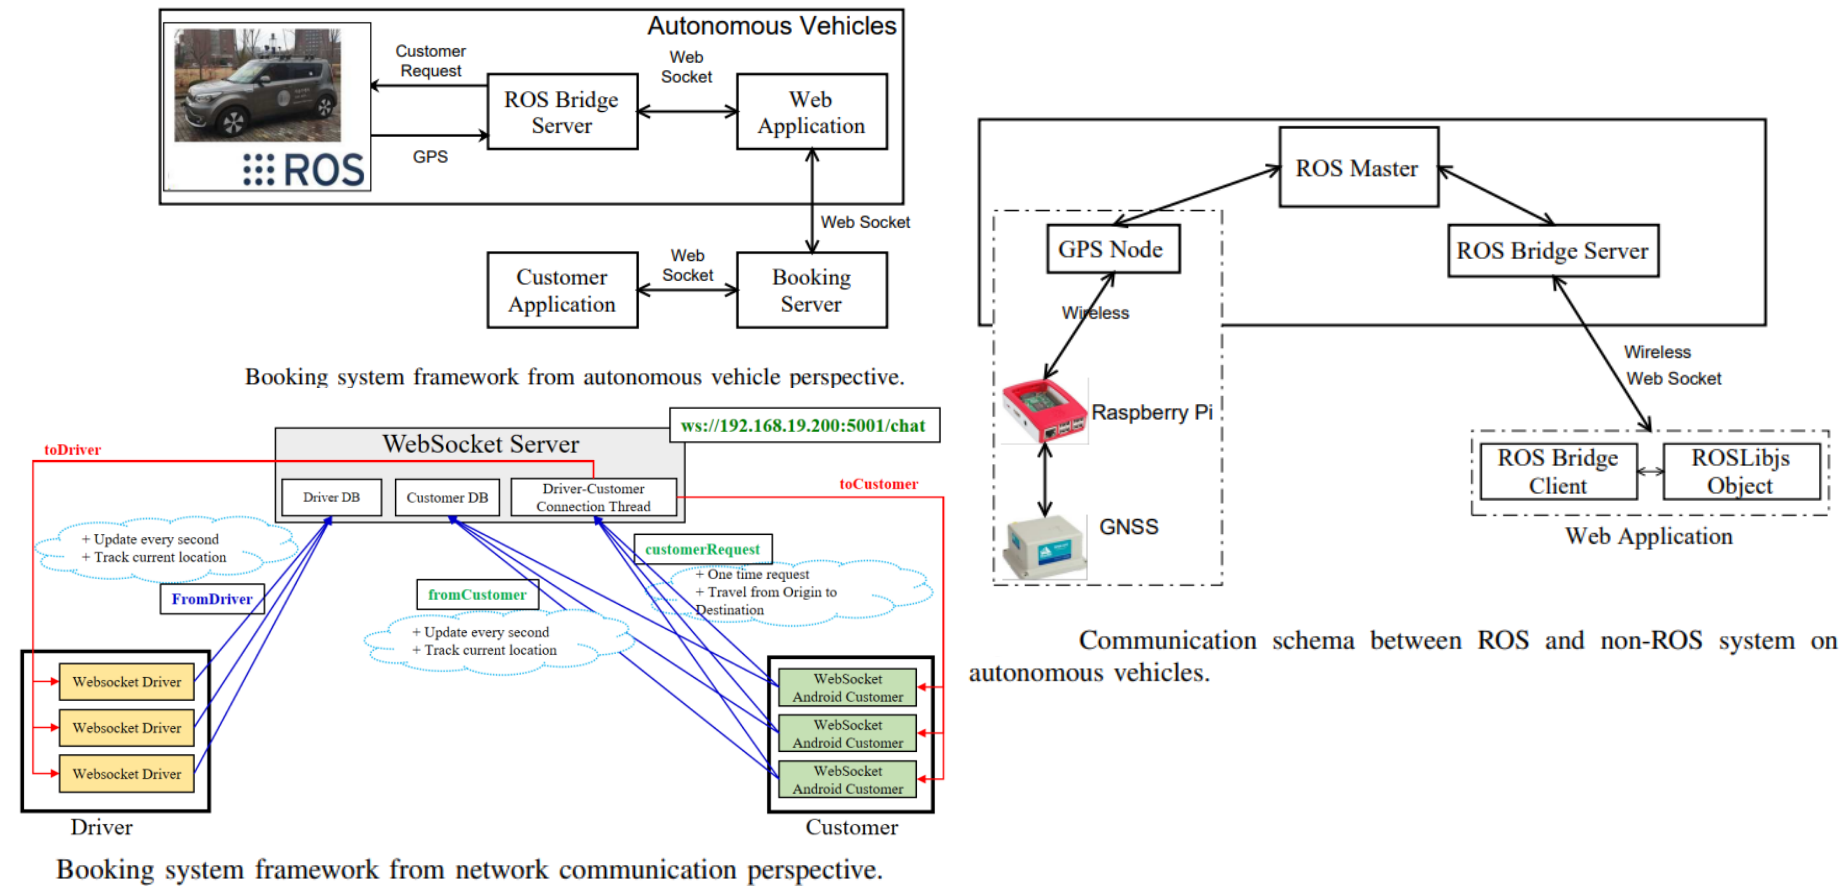 Autonomous Vehicles
Customer
Request
GPS
ROS
ROS Bridge
Server
Web
Socket
Web
Application
Web Socket
Customer
Application
Web
Socket
Booking
Server
Booking system framework from autonomous vehicle perspective.
ws://192.168.19.200:5001/chat
WebSocket Server
toDriver
Driver DB
Customer DB
Driver-Customer
Connection Thread
toCustomer
+ Update every second
+ Track current location
FromDriver
customerRequest
+ One time request
+ Travel from Origin to
Destination
fromCustomer
+ Update every second
+ Track current location
Websocket Driver
Websocket Driver
Websocket Driver
Driver
WebSocket
Android Customer
WebSocket
Android Customer
WebSocket
Android Customer
Customer
Booking system framework from network communication perspective.
ROS Master
GPS Node
ROS Bridge Server
Wireless
Raspberry Pi
GNSS
Wireless
Web Socket
ROS Bridge
Client
ROSLibjs
Object
Web Application
Communication schema between ROS and non-ROS system on
autonomous vehicles.